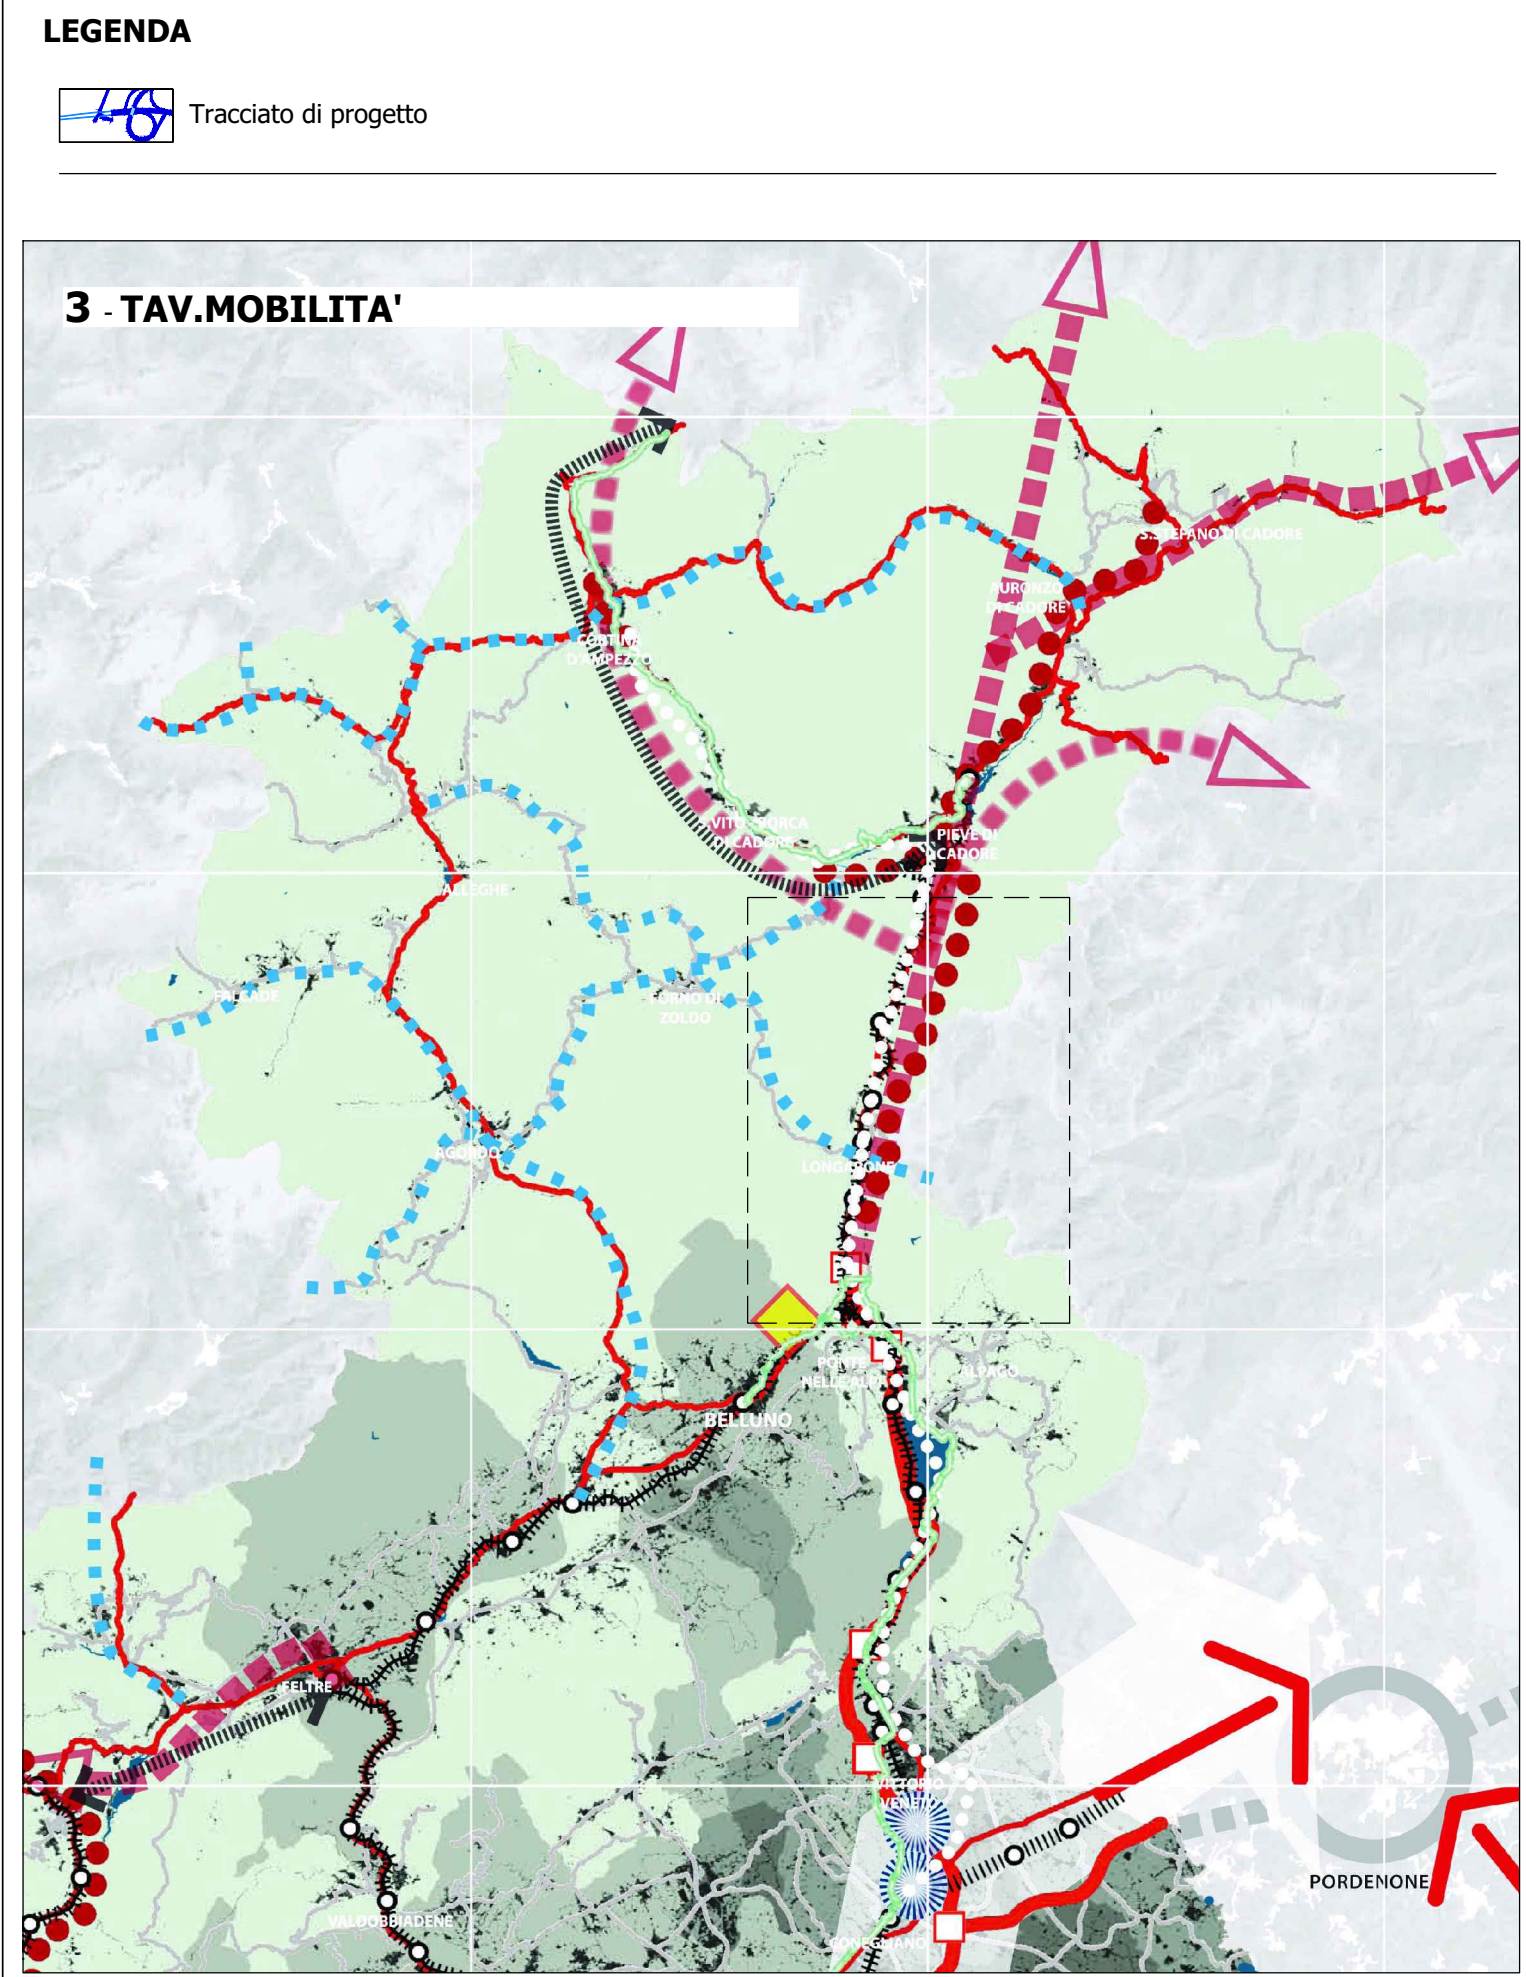 LEGENDA
Tracciato di progetto
3 - TAV.MOBILITA'
S.STEFANO DI CADORE
AURONZO
DI CADORE
CORTINA
D'AMPEZZO
VITO - BORCA
DI CADORE
PIEVE DI
CADORE
ALLEGHE
FALCADE
FORNO DI
ZOLDO
AGORDO
LONGARONE
PONTE
NELLE ALPI
ALPAGO
BELLUNO
FELTRE
VITTORIO
VENETO
PORDENONE
VALDOBBIADENE
CONEGLIANO